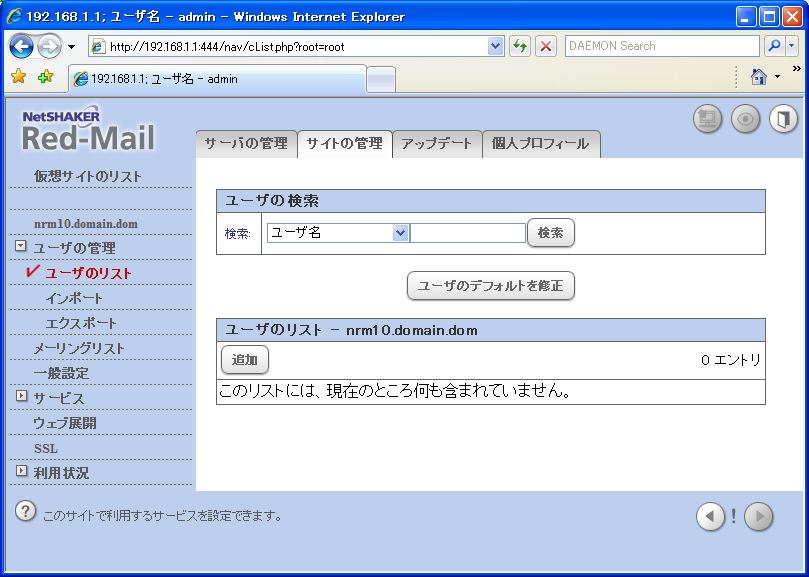 192.168.1.1; ユーザ名 - admin - Windows Internet Explorer
http://192.168.1.1:444/nav/cList.php?root=root
DAEMON Search
192.168.1.1; ユーザ名 - admin
NetSHAKER
Red-Mail
サーバの管理 サイトの管理 アップデート 個人プロフィール
仮想サイトのリスト
nrm10.domain.dom
ユーザの管理
ユーザのリスト
インポート
エクスポート
メーリングリスト
一般設定
サービス
ウェブ展開
SSL
利用状況
ユーザの検索
検索: ユーザ名 検索
ユーザのデフォルトを修正
ユーザのリスト - nrm10.domain.dom
追加 0 エントリ
このリストには、現在のところ何も含まれていません。
? このサイトで利用するサービスを設定できます。 !